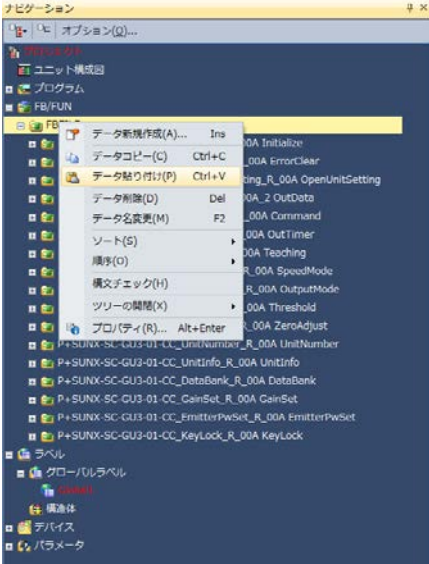 ナビゲーション
オプション(O)...
ユニット構成図
プログラム
FB/FUN
データ新規作成(A)... Ins
データコピー(C) Ctrl+C
データ貼り付け(P) Ctrl+V
データ削除(D) Del
データ名変更(M) F2
ソート(S)
順序(O)
構文チェック(H)
ツリーの開閉(X)
プロパティ(R)... Alt+Enter
00A Initialize
_00A ErrorClear
ting_R_00A OpenUnitSetting
00A_2 OutData
_00A Command
00A OutTimer
00A Teaching
R_00A SpeedMode
R_00A OutputMode
_00A Threshold
R_00A ZeroAdjust
P+SUNX-SC-GU3-01-CC_UnitNumber_R_00A UnitNumber
P+SUNX-SC-GU3-01-CC_UnitInfo_R_00A UnitInfo
P+SUNX-SC-GU3-01-CC_DataBank_R_00A DataBank
P+SUNX-SC-GU3-01-CC_GainSet_R_00A GainSet
P+SUNX-SC-GU3-01-CC_EmitterPwSet_R_00A EmitterPwSet
P+SUNX-SC-GU3-01-CC_KeyLock_R_00A KeyLock
ラベル
グローバルラベル
構造体
デバイス
パラメータ